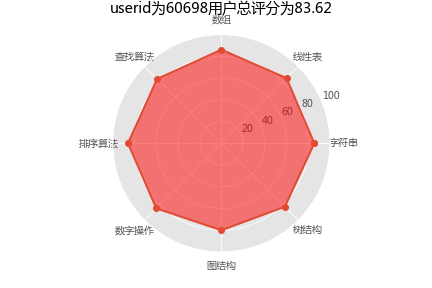 userid为60698用户总评分为83.62
数组
查找算法
线性表
100
80
60
40
20
排序算法
字符串
数字操作
树结构
图结构